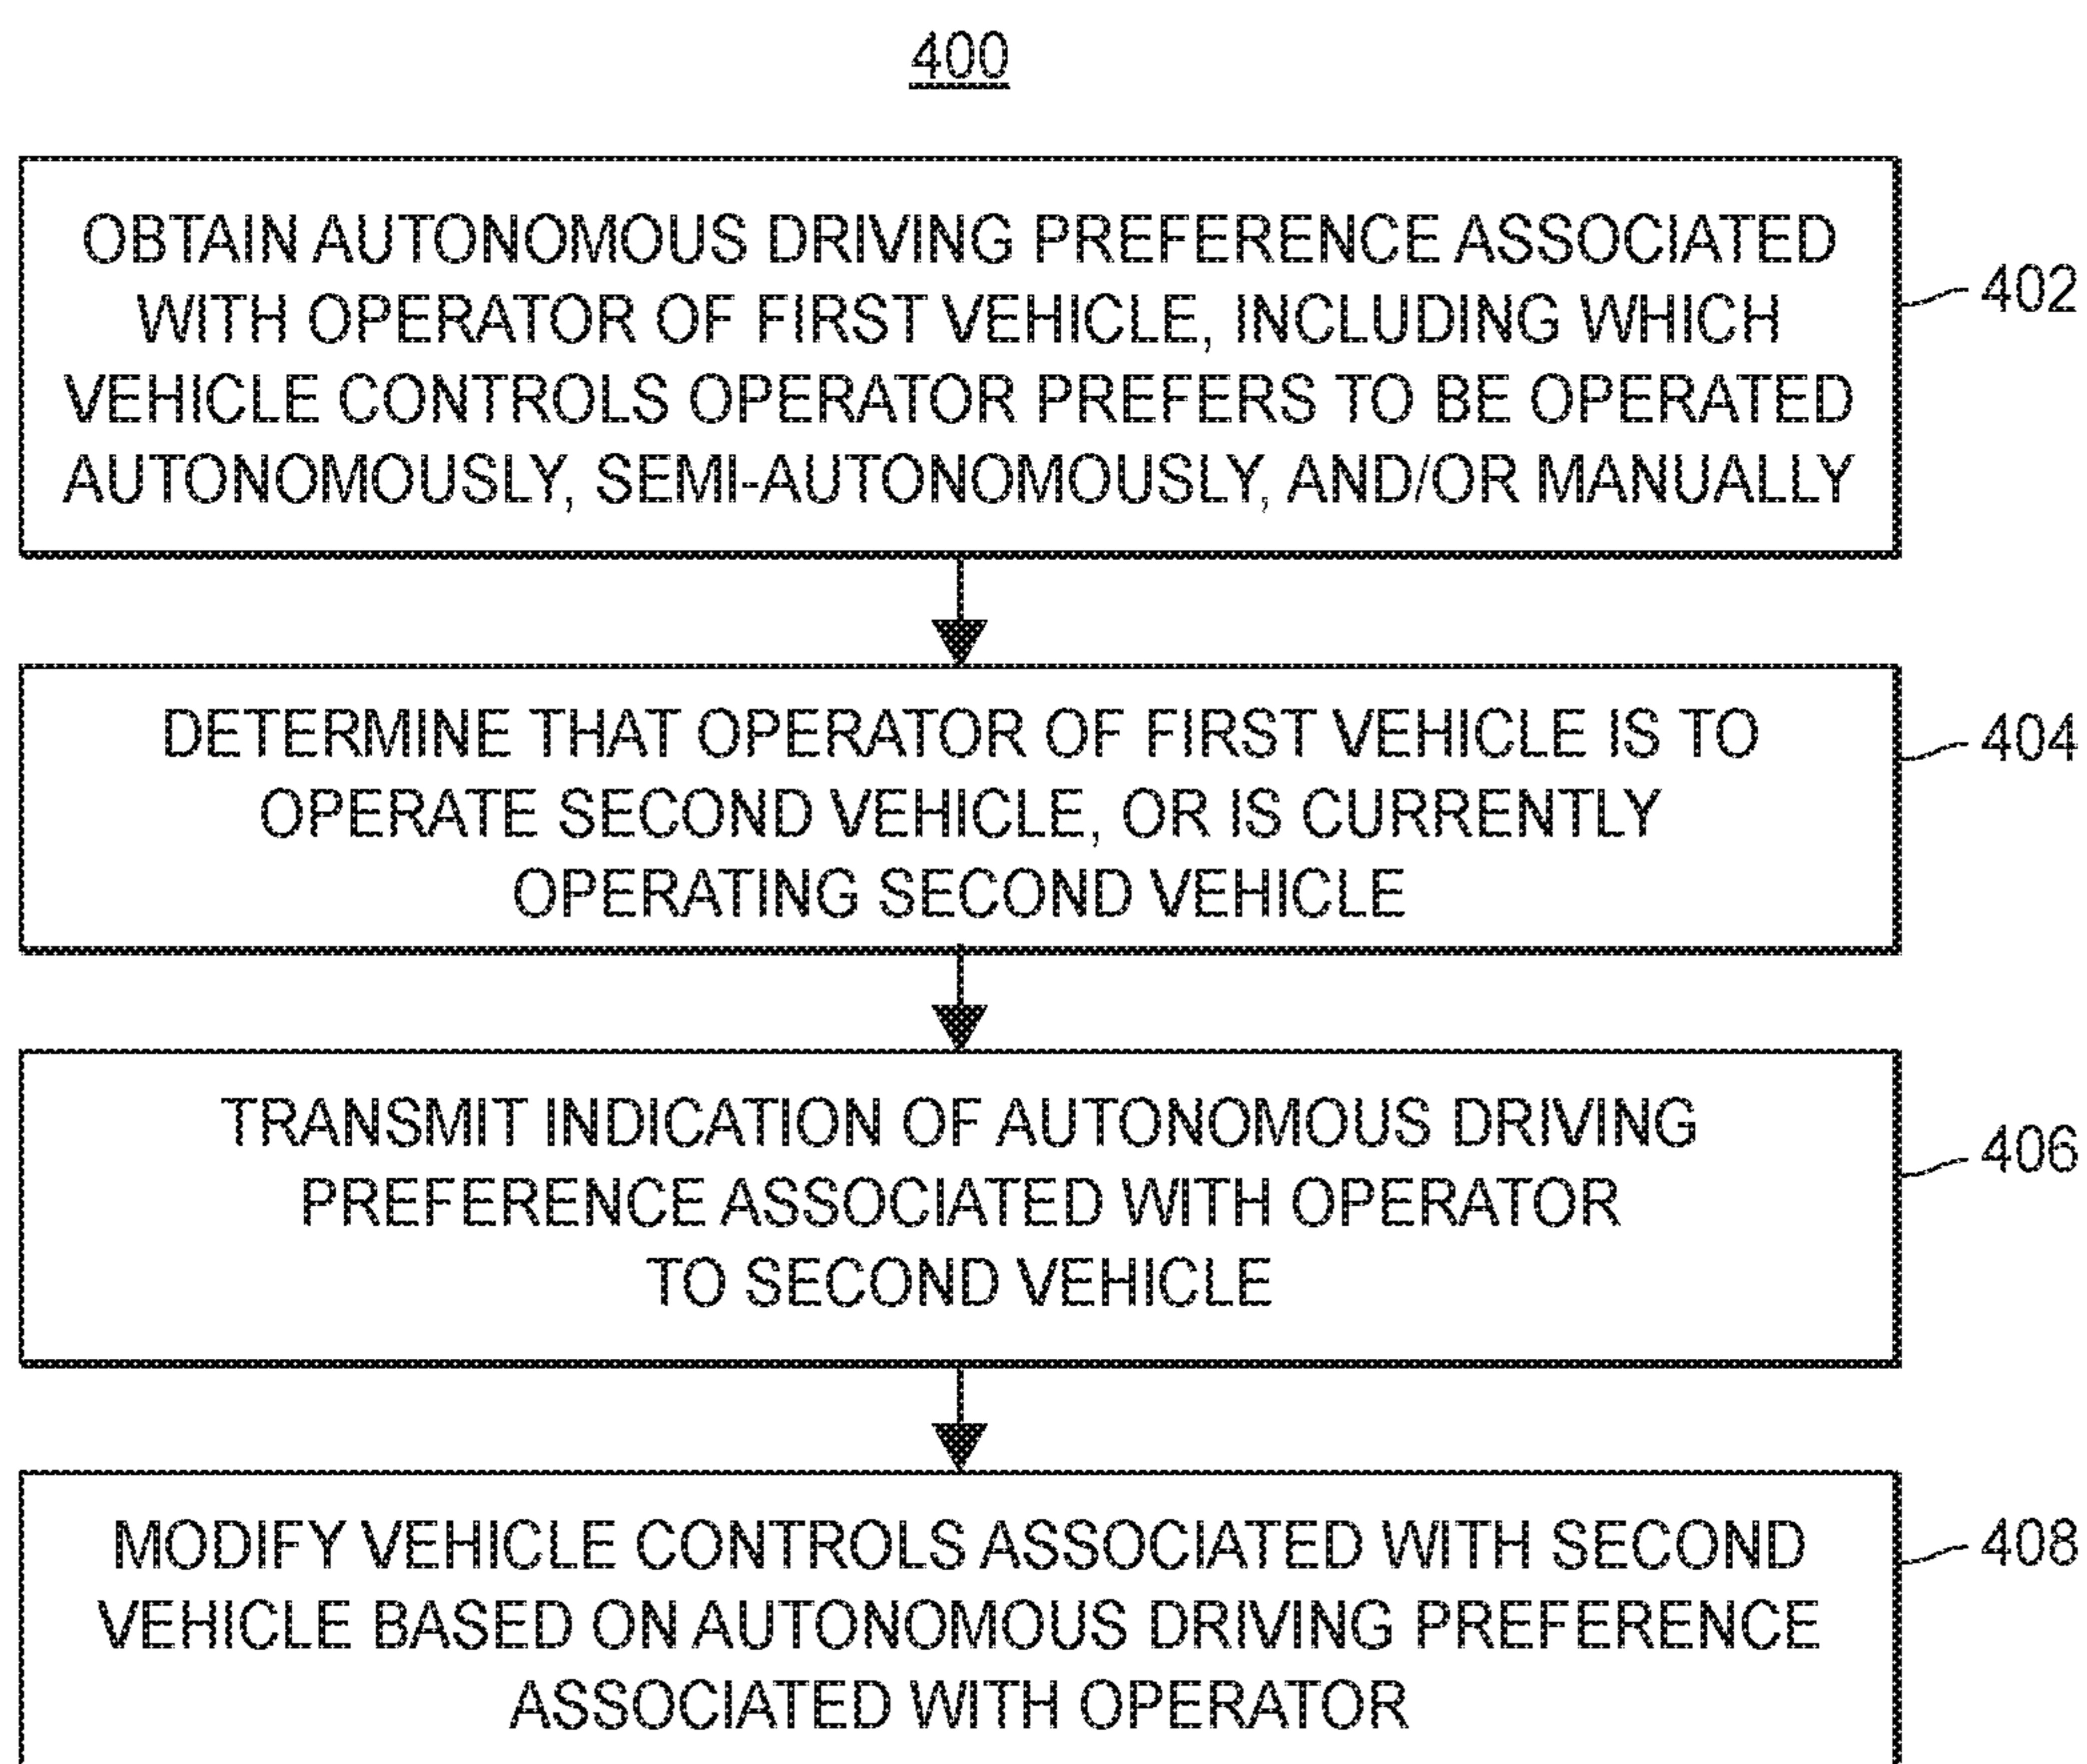 400
OBTAIN AUTONOMOUS DRIVING PREFERENCE ASSOCIATED
WITH OPERATOR OF FIRST VEHICLE, INCLUDING WHICH
VEHICLE CONTROLS OPERATOR PREFERS TO BE OPERATED
AUTONOMOUSLY, SEMI-AUTONOMOUSLY, AND/OR MANUALLY
402
DETERMINE THAT OPERATOR OF FIRST VEHICLE IS TO
OPERATE SECOND VEHICLE, OR IS CURRENTLY
OPERATING SECOND VEHICLE
404
TRANSMIT INDICATION OF AUTONOMOUS DRIVING
PREFERENCE ASSOCIATED WITH OPERATOR
TO SECOND VEHICLE
406
MODIFY VEHICLE CONTROLS ASSOCIATED WITH SECOND
VEHICLE BASED ON AUTONOMOUS DRIVING PREFERENCE
ASSOCIATED WITH OPERATOR
408